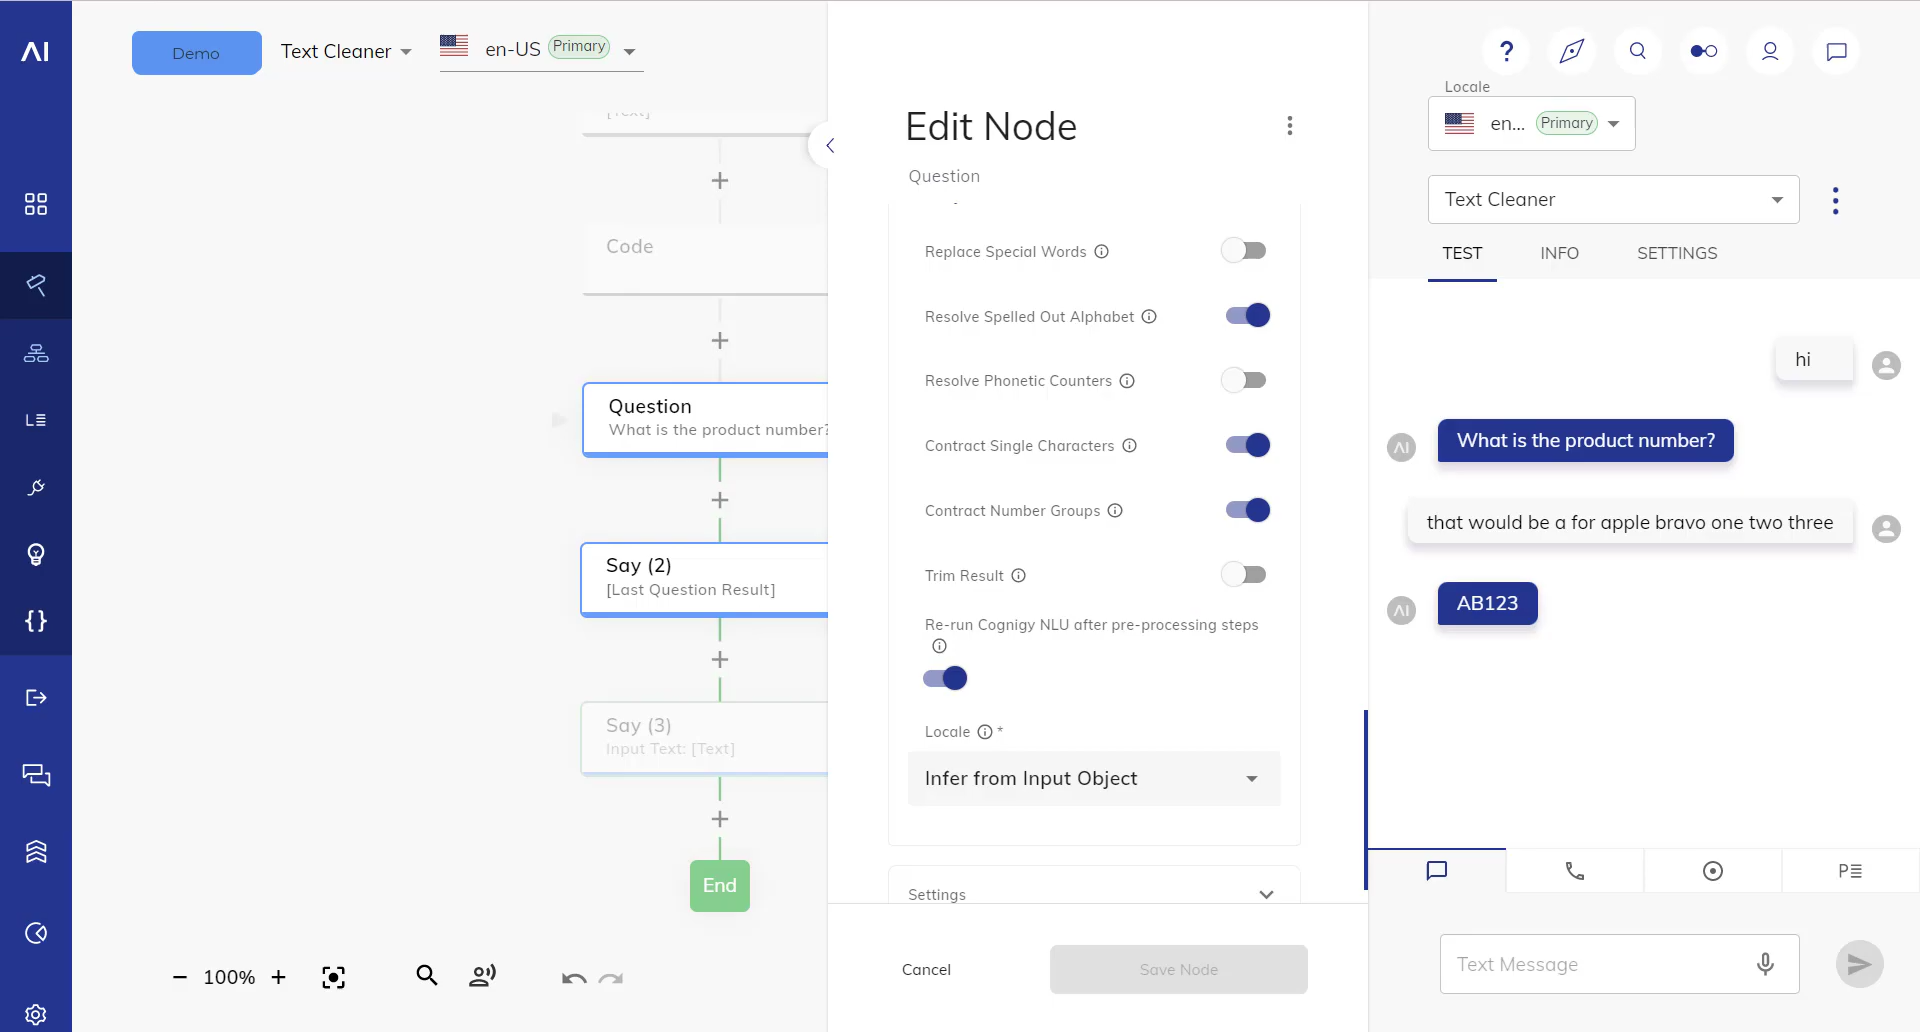 AI
Demo
Text Cleaner
en-US Primary
[Text]
Code
Question
What is the product number?
Say (2)
[Last Question Result]
Say (3)
Input Text: [Text]
End
100%
Edit Node
Question
Replace Special Words
Resolve Spelled Out Alphabet
Resolve Phonetic Counters
Contract Single Characters
Contract Number Groups
Trim Result
Re-run Cognigy NLU after pre-processing steps
Locale *
Infer from Input Object
Settings
Cancel
Save Node
?
Locale
en... Primary
Text Cleaner
TEST INFO SETTINGS
hi
AI
What is the product number?
that would be a for apple bravo one two three
AI
AB123
Text Message